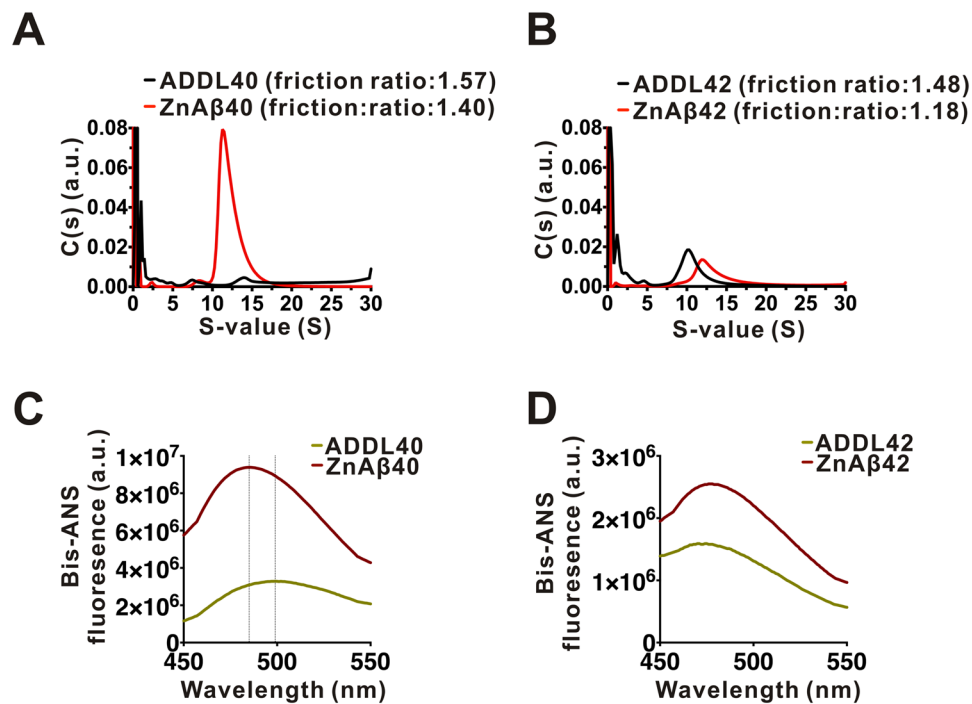 A
B
ADDL40 (friction ratio:1.57)
ZnAβ40 (friction:ratio:1.40)
ADDL42 (friction ratio:1.48)
ZnAβ42 (friction:ratio:1.18)
C(s) (a.u.)
0.08
0.06
0.04
0.02
0.00
0 5 10 15 20 25 30
S-value (S)
C(s) (a.u.)
0.08
0.06
0.04
0.02
0.00
0 5 10 15 20 25 30
S-value (S)
C
D
ADDL40
ZnAβ40
ADDL42
ZnAβ42
Bis-ANS
fluoresence (a.u.)
1×10⁷
8×10⁶
6×10⁶
4×10⁶
2×10⁶
0
450 500 550
Wavelength (nm)
Bis-ANS
fluoresence (a.u.)
3×10⁶
2×10⁶
1×10⁶
0
450 500 550
Wavelength (nm)